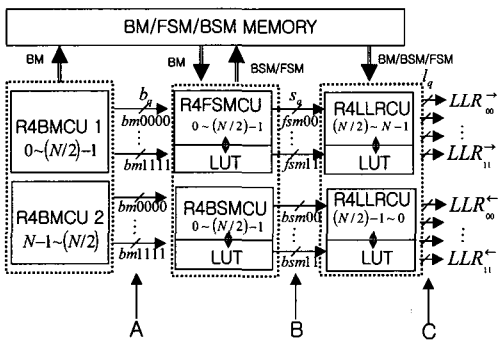 BM/FSM/BSM MEMORY
BM
BM
BSM/FSM
BM/BSM/FSM
b_q
s_q
l_q
R4BMCU 1
0~(N/2)-1
bm0000
bm1111
R4FSMCU
0~(N/2)-1
LUT
fsm00
fsm11
R4LLRCU
(N/2)~N-1
LUT
LLR→00
LLR→11
R4BMCU 2
N-1~(N/2)
bm0000
bm1111
R4BSMCU
0~(N/2)-1
LUT
bsm00
bsm11
R4LLRCU
(N/2)-1~0
LUT
LLR←00
LLR←11
A
B
C